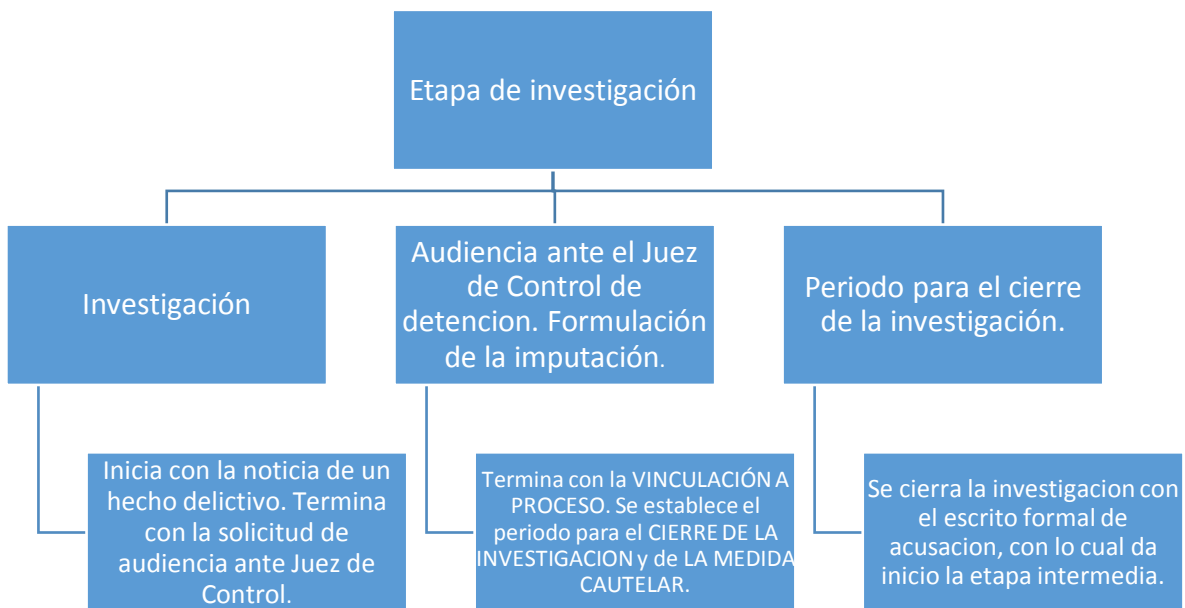 Etapa de investigación
Investigación
Audiencia ante el Juez
de Control de
detencion. Formulación
de la imputación.
Periodo para el cierre
de la investigación.
Inicia con la noticia de un
hecho delictivo. Termina
con la solicitud de
audiencia ante Juez de
Control.
Termina con la VINCULACIÓN A
PROCESO. Se establece el
periodo para el CIERRE DE LA
INVESTIGACION y de LA MEDIDA
CAUTELAR.
Se cierra la investigacion con
el escrito formal de
acusacion, con lo cual da
inicio la etapa intermedia.